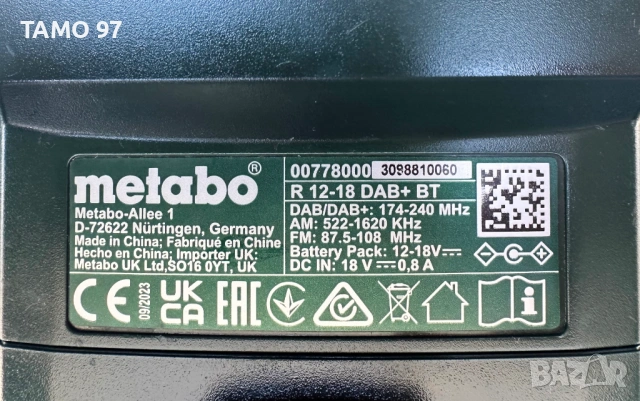 TAMO 97
metabo®
Metabo-Allee 1
D-72622 Nürtingen, Germany
Made in China; Fabriqué en Chine
Hecho en China; Importer UK:
Metabo UK Ltd,SO16 0YT, UK
00778000 3098810060
R 12-18 DAB+ BT
DAB/DAB+: 174-240 MHz
AM: 522-1620 KHz
FM: 87.5-108 MHz
Battery Pack: 12-18V
DC IN: 18 V 0,8 A
CE
09/2023
UK
CA
EAC
BAZAR